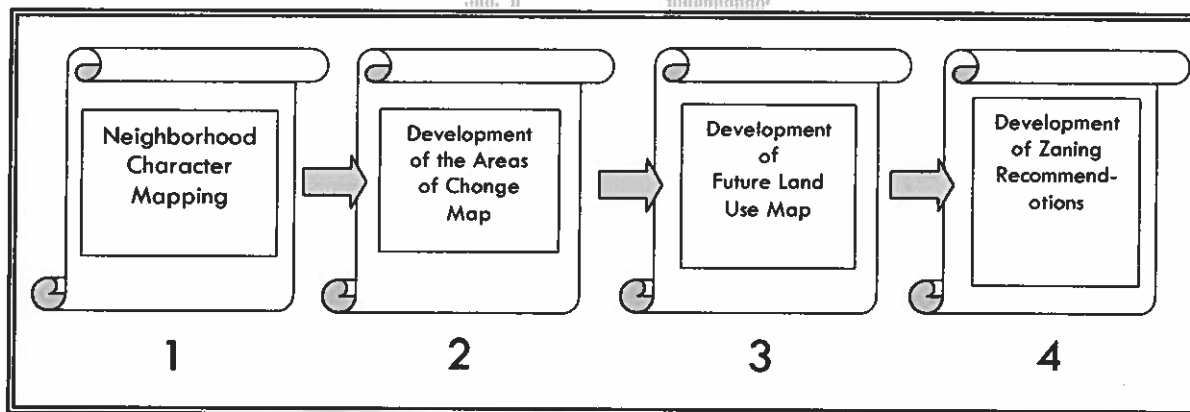 Neighborhood
Character
Mapping
Development
of the Areas
of Chonge
Map
Development
of
Future Land
Use Map
Development
of Zaning
Recommend-
otions
1
2
3
4